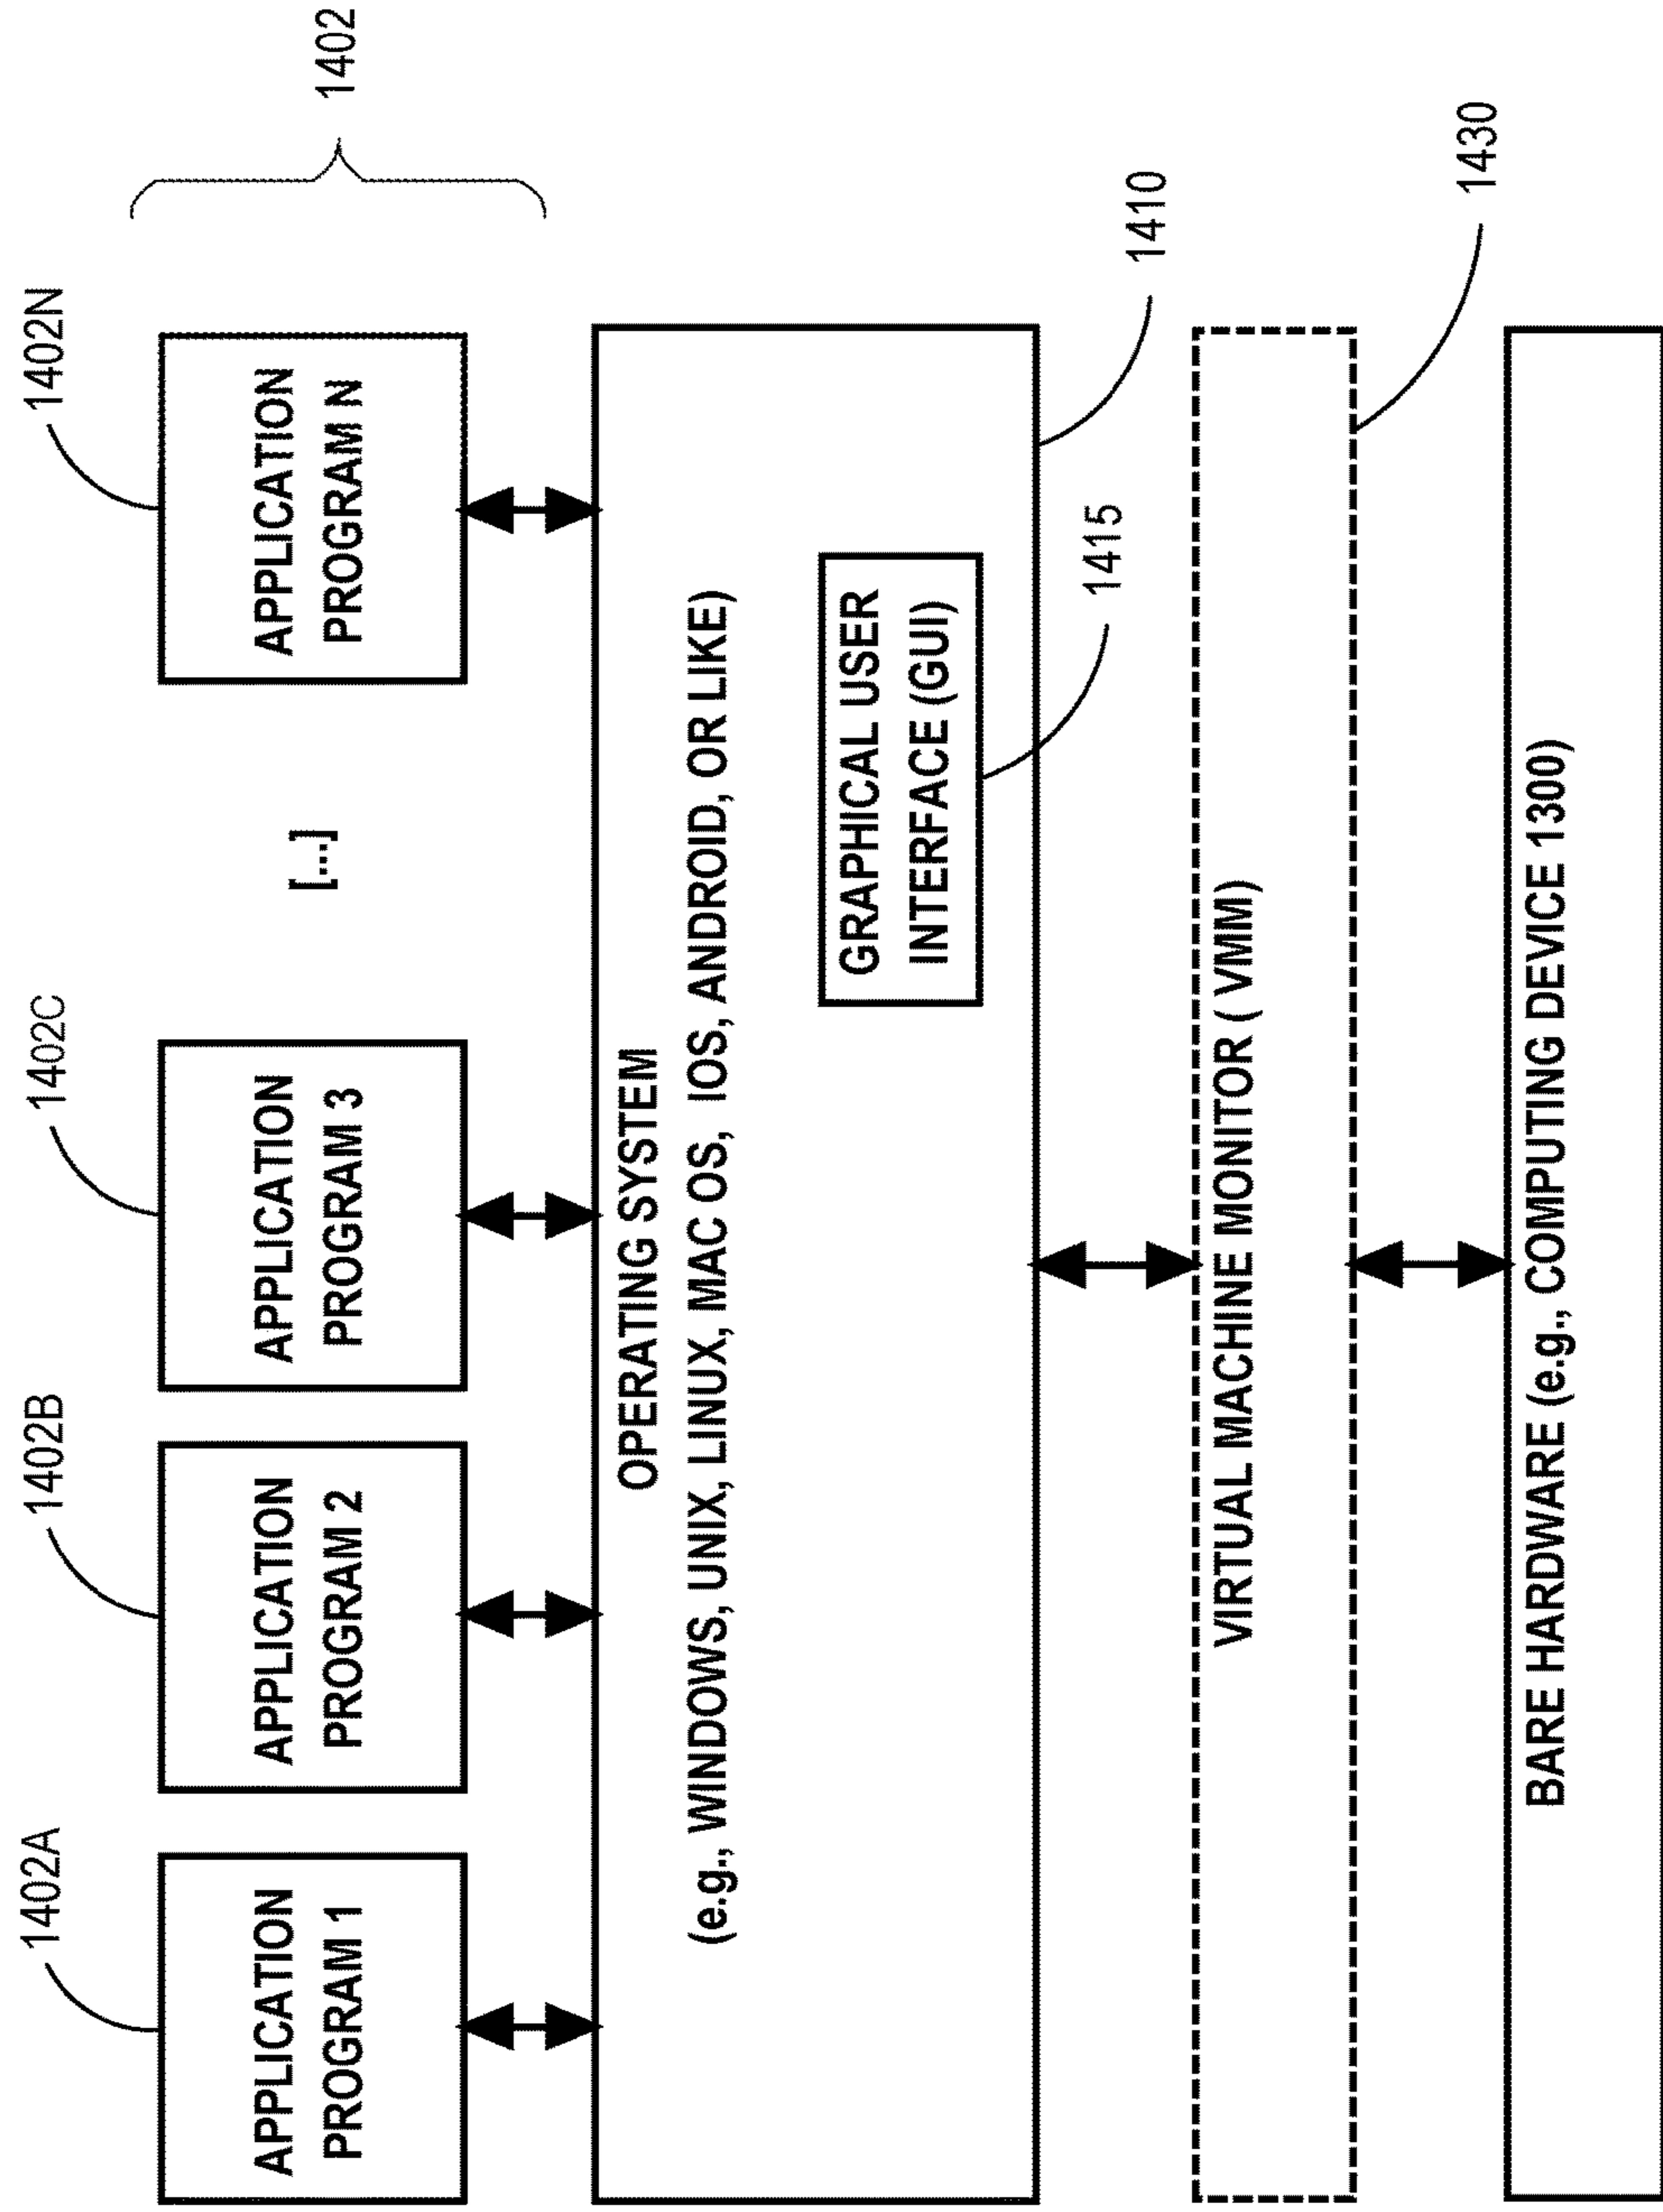 1402A
1402B
1402C
1402N
1402
APPLICATION
PROGRAM 1
APPLICATION
PROGRAM 2
APPLICATION
PROGRAM 3
[...]
APPLICATION
PROGRAM N
OPERATING SYSTEM
(e.g., WINDOWS, UNIX, LINUX, MAC OS, IOS, ANDROID, OR LIKE)
GRAPHICAL USER
INTERFACE (GUI)
1415
1410
VIRTUAL MACHINE MONITOR ( VMM)
1430
BARE HARDWARE (e.g., COMPUTING DEVICE 1300)